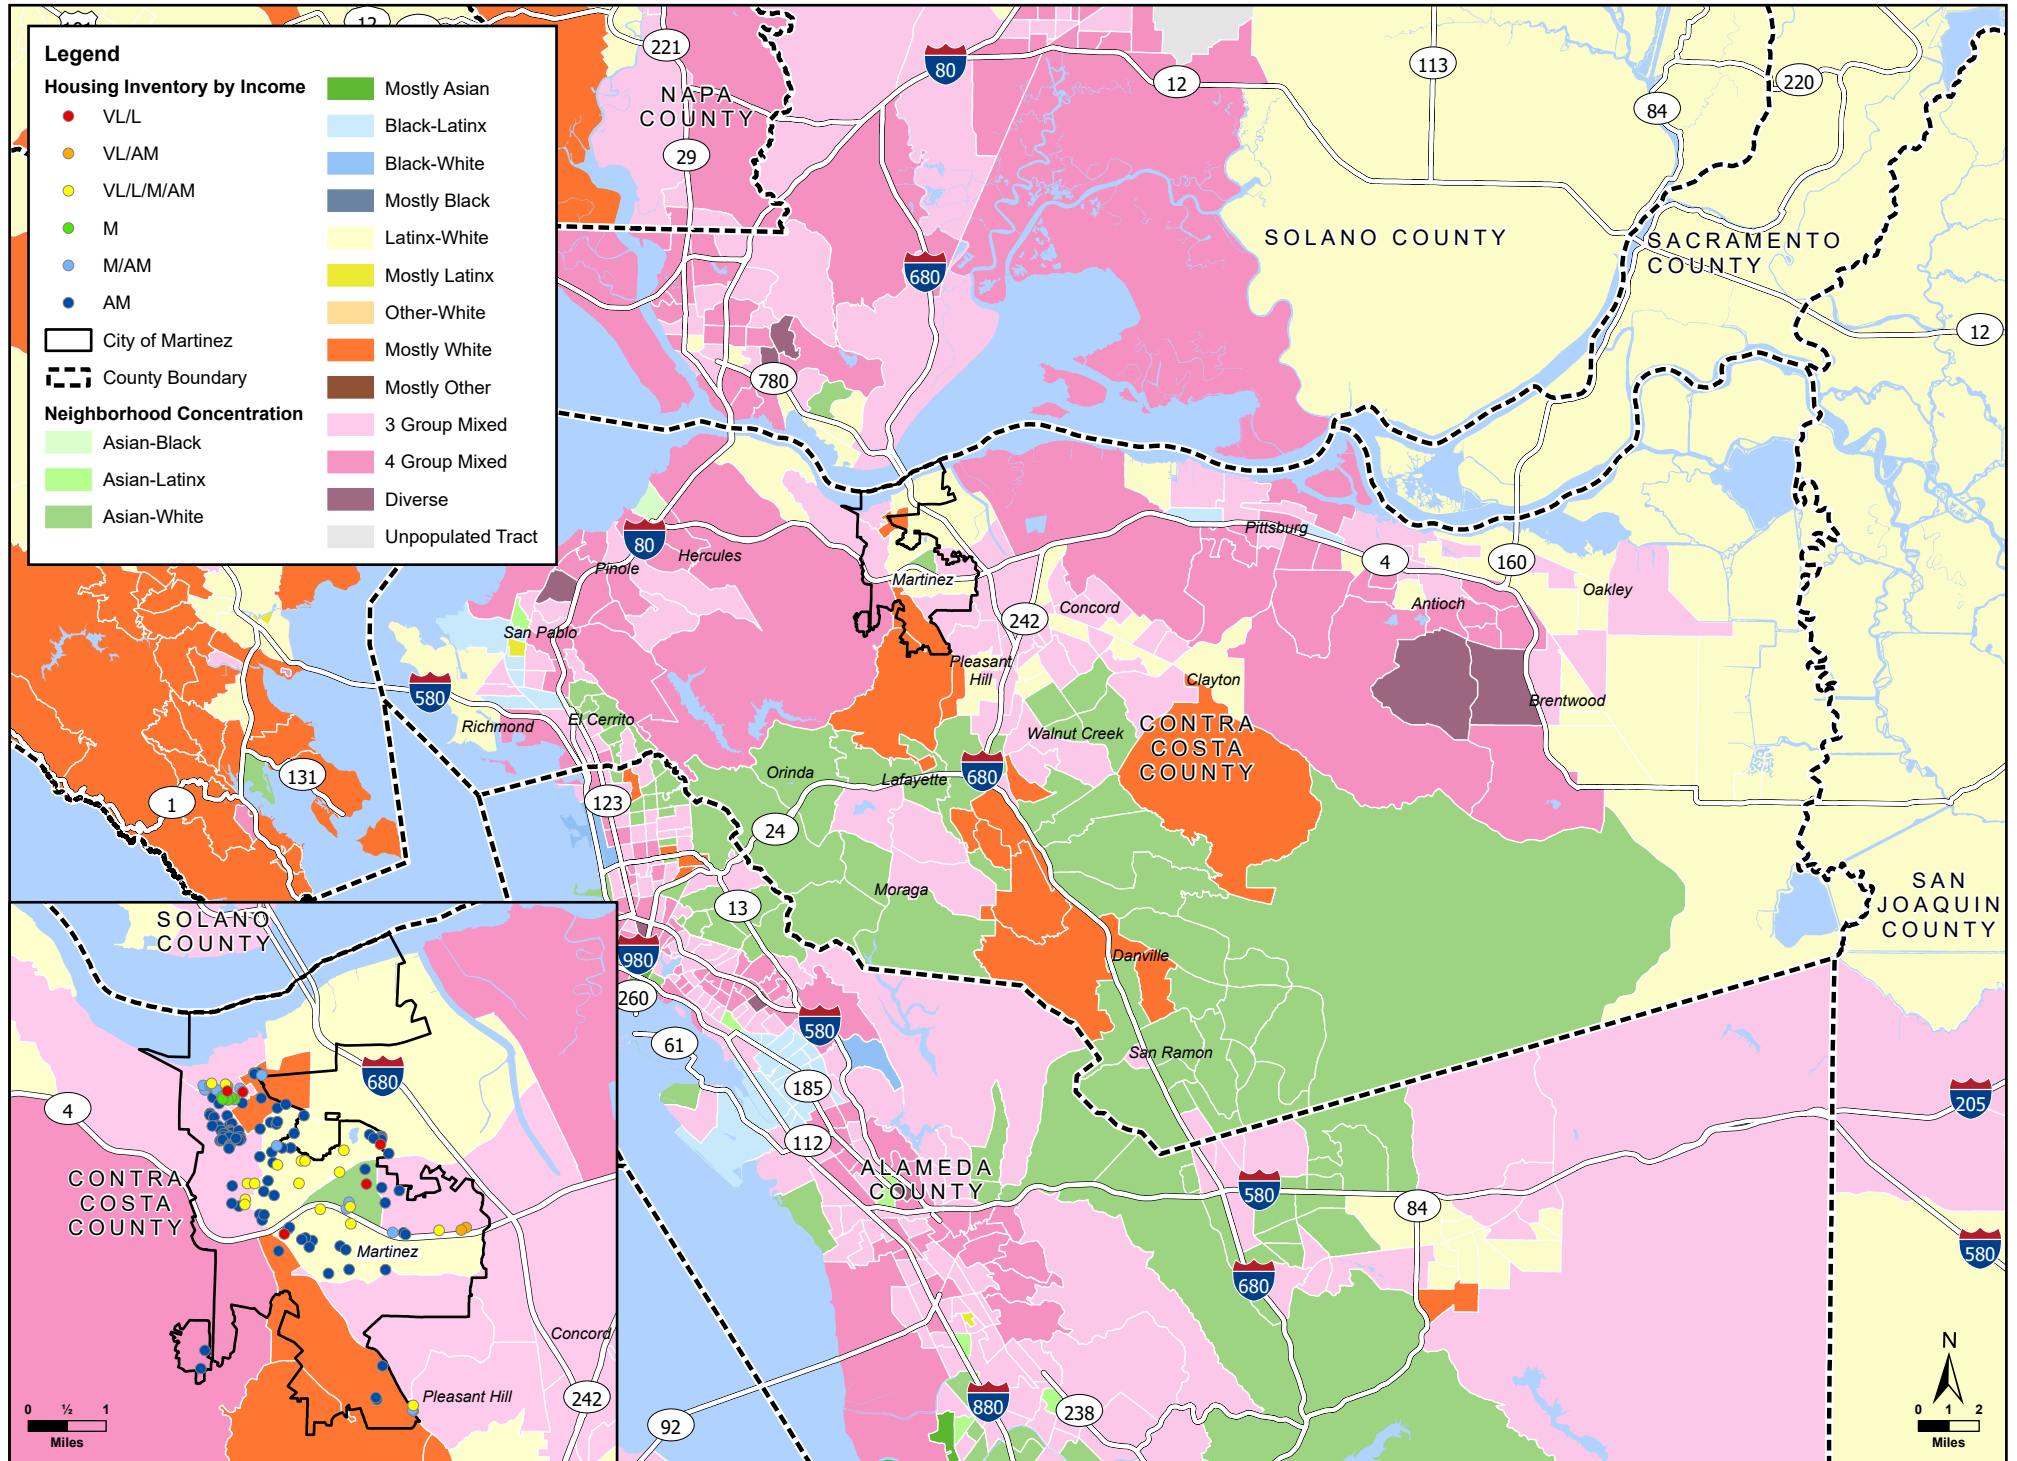 Legend
Housing Inventory by Income
VL/L
VL/AM
VL/L/M/AM
M
M/AM
AM
City of Martinez
County Boundary
Neighborhood Concentration
Asian-Black
Asian-Latinx
Asian-White
Mostly Asian
Black-Latinx
Black-White
Mostly Black
Latinx-White
Mostly Latinx
Other-White
Mostly White
Mostly Other
3 Group Mixed
4 Group Mixed
Diverse
Unpopulated Tract
12
221
80
12
113
84
220
NAPA
COUNTY
29
SOLANO COUNTY
SACRAMENTO
COUNTY
680
12
780
80
Hercules
Pinole
Martinez
Pittsburg
4
160
Oakley
Antioch
Concord
242
San Pablo
Pleasant
Hill
Clayton
580
Richmond
El Cerrito
Brentwood
Walnut Creek
CONTRA
COSTA
COUNTY
131
1
123
Orinda
Lafayette
680
24
Moraga
13
SAN
JOAQUIN
COUNTY
980
Danville
260
580
61
San Ramon
185
205
112
ALAMEDA
COUNTY
580
84
580
680
880
238
92
N
0 1 2
Miles
SOLANO
COUNTY
680
4
CONTRA
COSTA
COUNTY
Martinez
Concord
Pleasant Hill
242
0 ½ 1
Miles